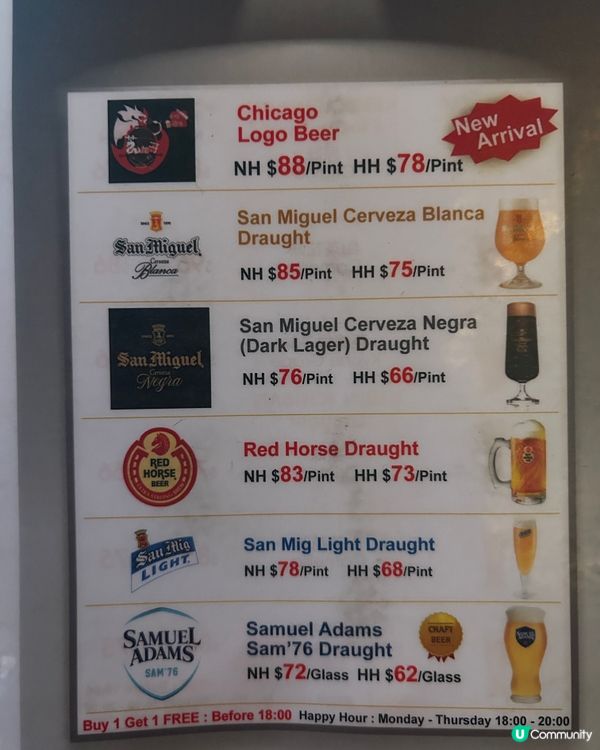 Chicago
Logo Beer
New
Arrival
NH $88/Pint HH $78/Pint
San Miguel
Cerveza
Blanca
San Miguel Cerveza Blanca
Draught
NH $85/Pint HH $75/Pint
San Miguel
Cerveza
Negra
San Miguel Cerveza Negra
(Dark Lager) Draught
NH $76/Pint HH $66/Pint
RED
HORSE
BEER
Red Horse Draught
NH $83/Pint HH $73/Pint
San Mig
LIGHT
San Mig Light Draught
NH $78/Pint HH $68/Pint
SAMUEL
ADAMS
SAM'76
Samuel Adams
Sam'76 Draught
CRAFT
BEER
NH $72/Glass HH $62/Glass
Buy 1 Get 1 FREE : Before 18:00 Happy Hour : Monday - Thursday 18:00 - 20:00
U Community